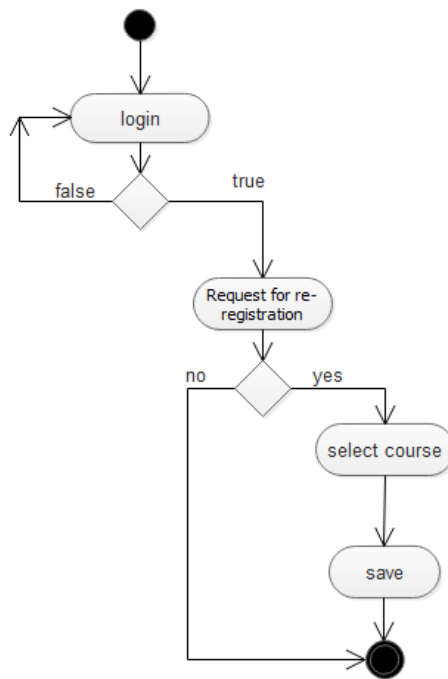 login
false
true
Request for re-
registration
no
yes
select course
save